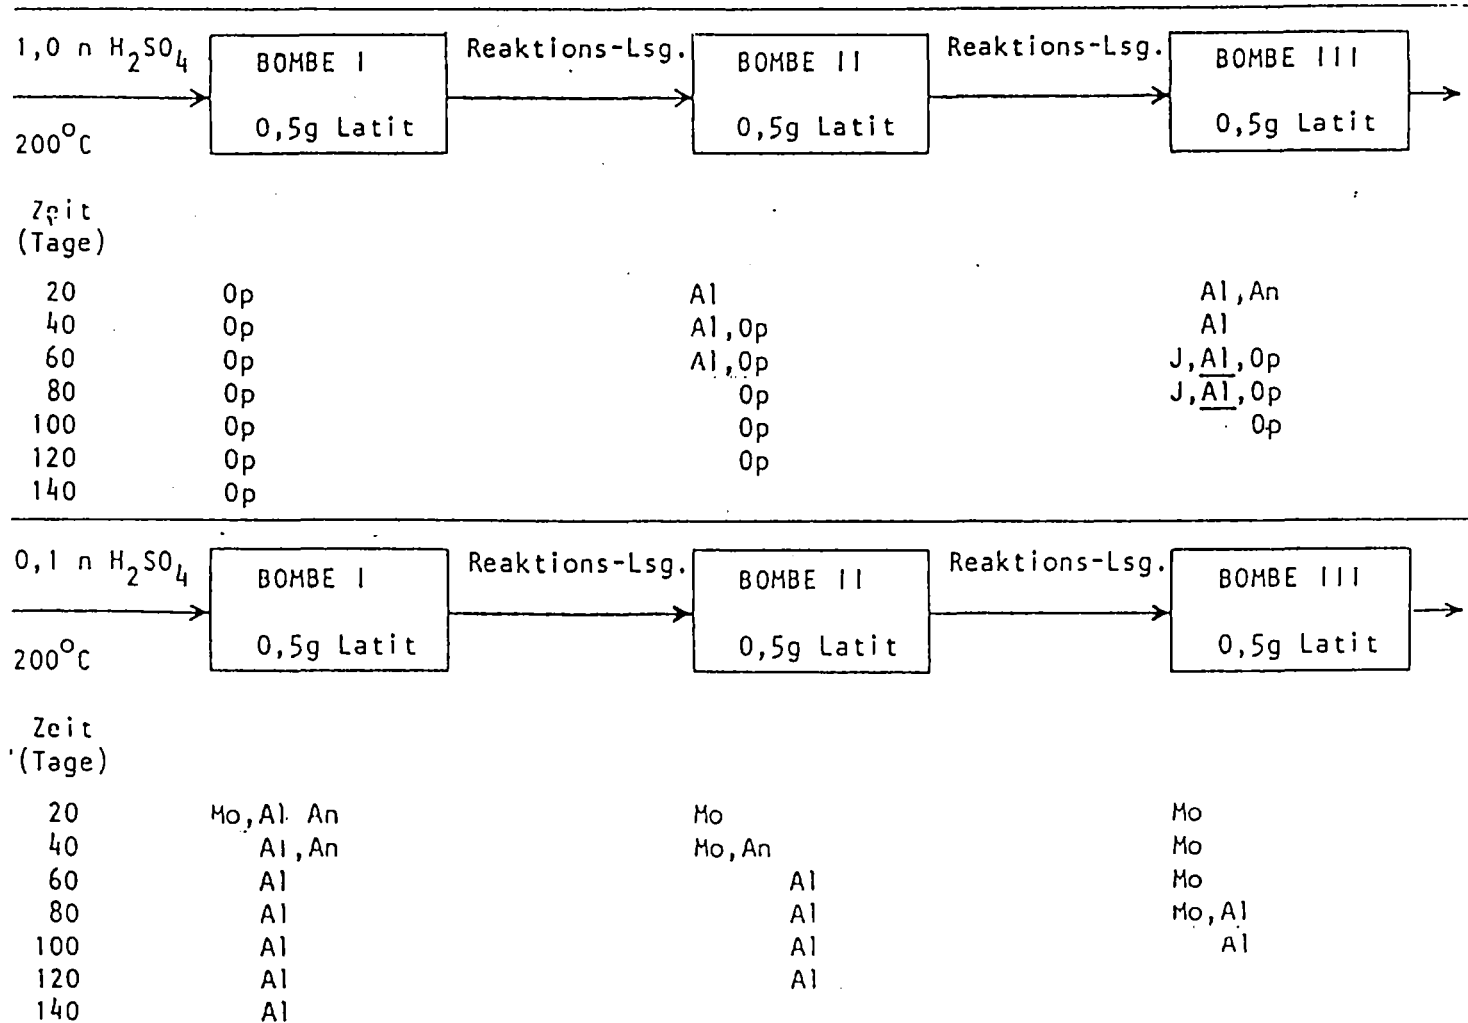 1,0 n H2SO4 BOMBE I Reaktions-Lsg. BOMBE II Reaktions-Lsg. BOMBE III
200°C 0,5g Latit 0,5g Latit 0,5g Latit
Zeit
(Tage)
20 Op Al Al,An
40 Op Al,Op Al
60 Op Al,Op J,Al,Op
80 Op Op J,Al,Op
100 Op Op Op
120 Op Op
140 Op
0,1 n H2SO4 BOMBE I Reaktions-Lsg. BOMBE II Reaktions-Lsg. BOMBE III
200°C 0,5g Latit 0,5g Latit 0,5g Latit
Zeit
(Tage)
20 Mo,Al An Mo Mo
40 Al,An Mo,An Mo
60 Al Al Mo
80 Al Al Mo,Al
100 Al Al Al
120 Al Al
140 Al